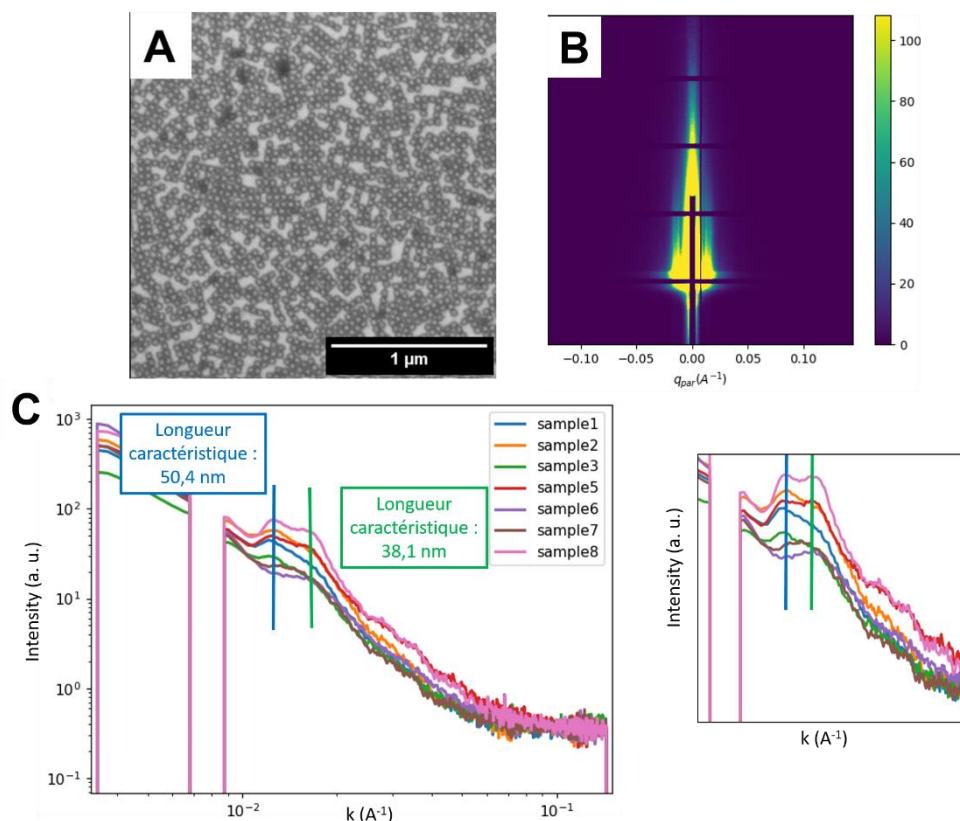 A
1 µm
B
100
80
60
40
20
0
−0.10
−0.05
0.00
0.05
0.10
q_par(A⁻¹)
C
Longueur
caractéristique :
50,4 nm
Longueur
caractéristique :
38,1 nm
sample1
sample2
sample3
sample5
sample6
sample7
sample8
Intensity (a. u.)
10³
10²
10¹
10⁰
10⁻¹
10⁻²
10⁻¹
k (A⁻¹)
Intensity (a. u.)
k (A⁻¹)